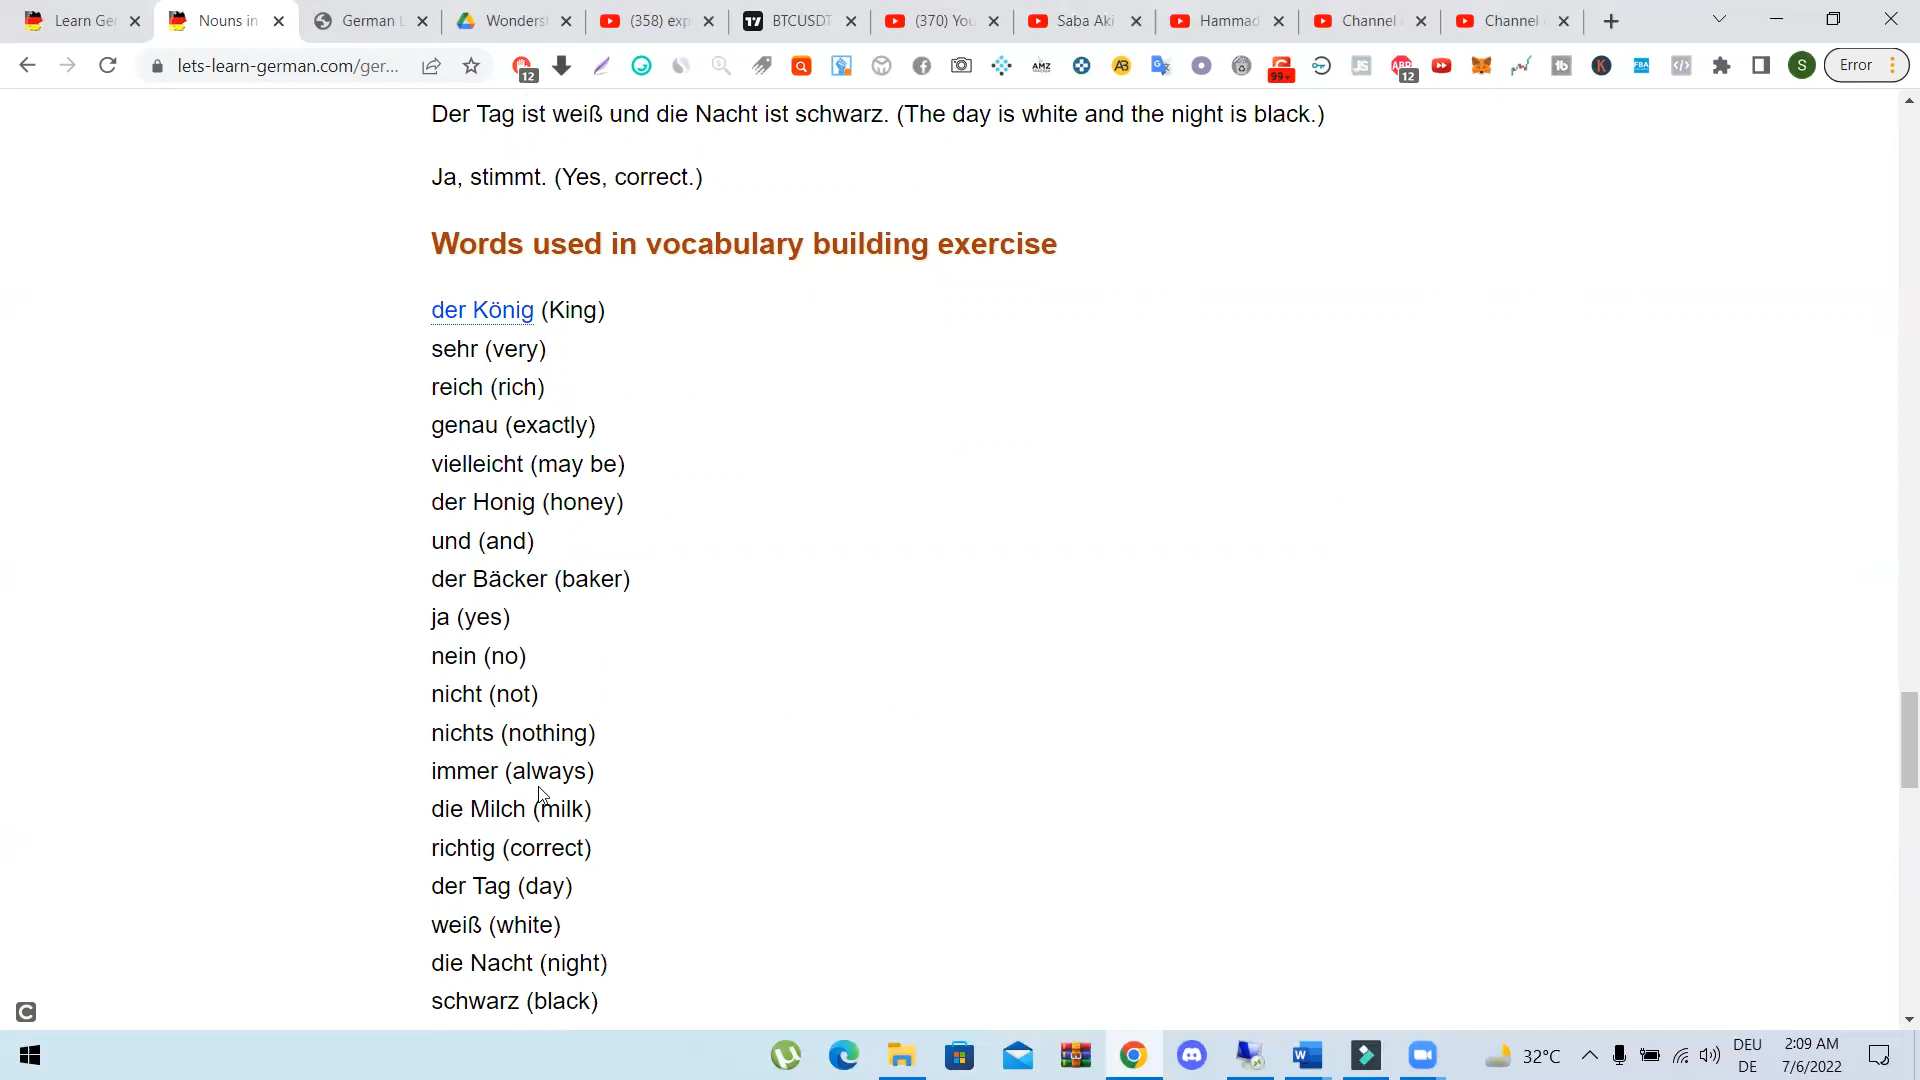 Learn Ger
Nouns in
German L
Wondersh
(358) exp
BTCUSDT
(370) You
Saba Aki
Hammad
Channel
Channel
lets-learn-german.com/ger...
12
99+
12
Error
Der Tag ist weiß und die Nacht ist schwarz. (The day is white and the night is black.)
Ja, stimmt. (Yes, correct.)
Words used in vocabulary building exercise
der König (King)
sehr (very)
reich (rich)
genau (exactly)
vielleicht (may be)
der Honig (honey)
und (and)
der Bäcker (baker)
ja (yes)
nein (no)
nicht (not)
nichts (nothing)
immer (always)
die Milch (milk)
richtig (correct)
der Tag (day)
weiß (white)
die Nacht (night)
schwarz (black)
32°C
DEU
DE
2:09 AM
7/6/2022